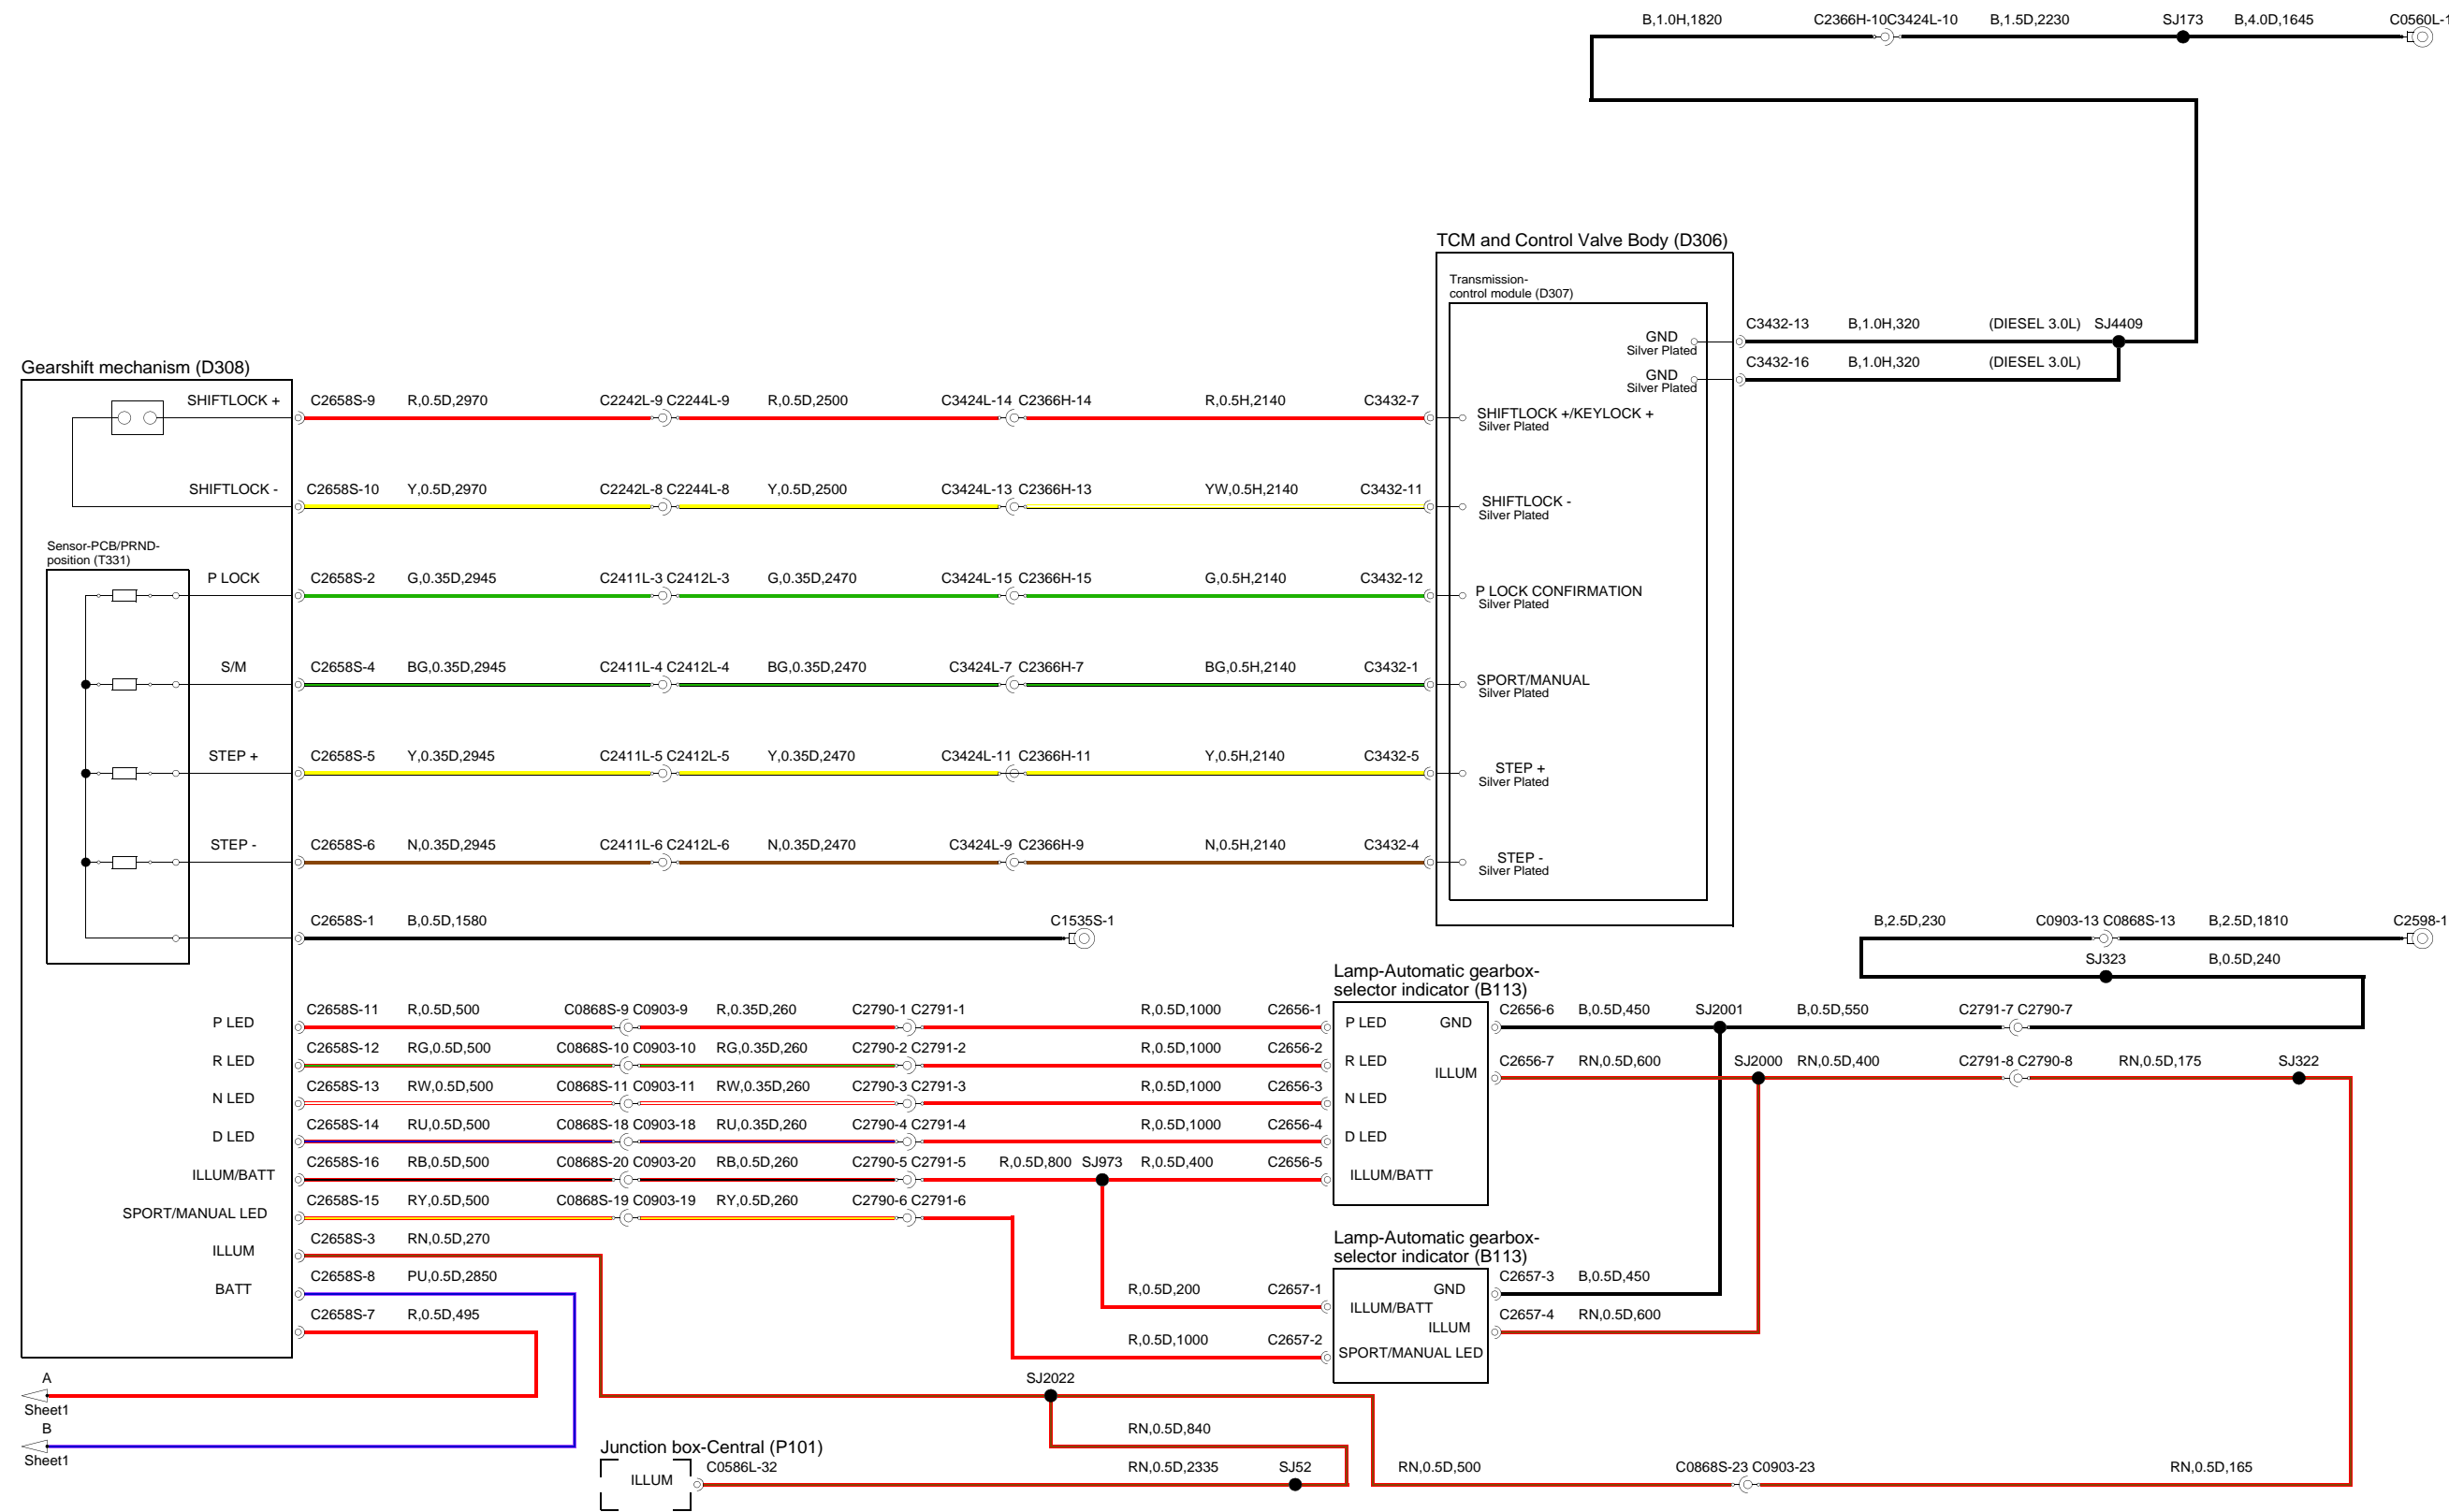 B,1.0H,1820 C2366H-10C3424L-10 B,1.5D,2230 SJ173 B,4.0D,1645 C0560L-1
TCM and Control Valve Body (D306)
Transmission-
control module (D307)
GND
Silver Plated
C3432-13 B,1.0H,320 (DIESEL 3.0L) SJ4409
GND
Silver Plated
C3432-16 B,1.0H,320 (DIESEL 3.0L)
Gearshift mechanism (D308)
SHIFTLOCK + C2658S-9 R,0.5D,2970 C2242L-9 C2244L-9 R,0.5D,2500 C3424L-14 C2366H-14 R,0.5H,2140 C3432-7
SHIFTLOCK +/KEYLOCK +
Silver Plated
SHIFTLOCK - C2658S-10 Y,0.5D,2970 C2242L-8 C2244L-8 Y,0.5D,2500 C3424L-13 C2366H-13 YW,0.5H,2140 C3432-11
SHIFTLOCK -
Silver Plated
Sensor-PCB/PRND-
position (T331)
P LOCK C2658S-2 G,0.35D,2945 C2411L-3 C2412L-3 G,0.35D,2470 C3424L-15 C2366H-15 G,0.5H,2140 C3432-12
P LOCK CONFIRMATION
Silver Plated
S/M C2658S-4 BG,0.35D,2945 C2411L-4 C2412L-4 BG,0.35D,2470 C3424L-7 C2366H-7 BG,0.5H,2140 C3432-1
SPORT/MANUAL
Silver Plated
STEP + C2658S-5 Y,0.35D,2945 C2411L-5 C2412L-5 Y,0.35D,2470 C3424L-11 C2366H-11 Y,0.5H,2140 C3432-5
STEP +
Silver Plated
STEP - C2658S-6 N,0.35D,2945 C2411L-6 C2412L-6 N,0.35D,2470 C3424L-9 C2366H-9 N,0.5H,2140 C3432-4
STEP -
Silver Plated
C2658S-1 B,0.5D,1580 C1535S-1
B,2.5D,230 C0903-13 C0868S-13 B,2.5D,1810 C2598-1
SJ323 B,0.5D,240
Lamp-Automatic gearbox-
selector indicator (B113)
P LED C2658S-11 R,0.5D,500 C0868S-9 C0903-9 R,0.35D,260 C2790-1 C2791-1 R,0.5D,1000 C2656-1 P LED GND C2656-6 B,0.5D,450 SJ2001 B,0.5D,550 C2791-7 C2790-7
R LED C2658S-12 RG,0.5D,500 C0868S-10 C0903-10 RG,0.35D,260 C2790-2 C2791-2 R,0.5D,1000 C2656-2 R LED ILLUM C2656-7 RN,0.5D,600 SJ2000 RN,0.5D,400 C2791-8 C2790-8 RN,0.5D,175 SJ322
N LED C2658S-13 RW,0.5D,500 C0868S-11 C0903-11 RW,0.35D,260 C2790-3 C2791-3 R,0.5D,1000 C2656-3 N LED
D LED C2658S-14 RU,0.5D,500 C0868S-18 C0903-18 RU,0.35D,260 C2790-4 C2791-4 R,0.5D,1000 C2656-4 D LED
ILLUM/BATT C2658S-16 RB,0.5D,500 C0868S-20 C0903-20 RB,0.5D,260 C2790-5 C2791-5 R,0.5D,800 SJ973 R,0.5D,400 C2656-5 ILLUM/BATT
SPORT/MANUAL LED C2658S-15 RY,0.5D,500 C0868S-19 C0903-19 RY,0.5D,260 C2790-6 C2791-6
ILLUM C2658S-3 RN,0.5D,270
Lamp-Automatic gearbox-
selector indicator (B113)
BATT C2658S-8 PU,0.5D,2850
R,0.5D,200 C2657-1 ILLUM/BATT GND C2657-3 B,0.5D,450
C2658S-7 R,0.5D,495
ILLUM C2657-4 RN,0.5D,600
R,0.5D,1000 C2657-2 SPORT/MANUAL LED
A
Sheet1
SJ2022
B
Sheet1
RN,0.5D,840
Junction box-Central (P101)
ILLUM C0586L-32 RN,0.5D,2335 SJ52 RN,0.5D,500 C0868S-23 C0903-23 RN,0.5D,165